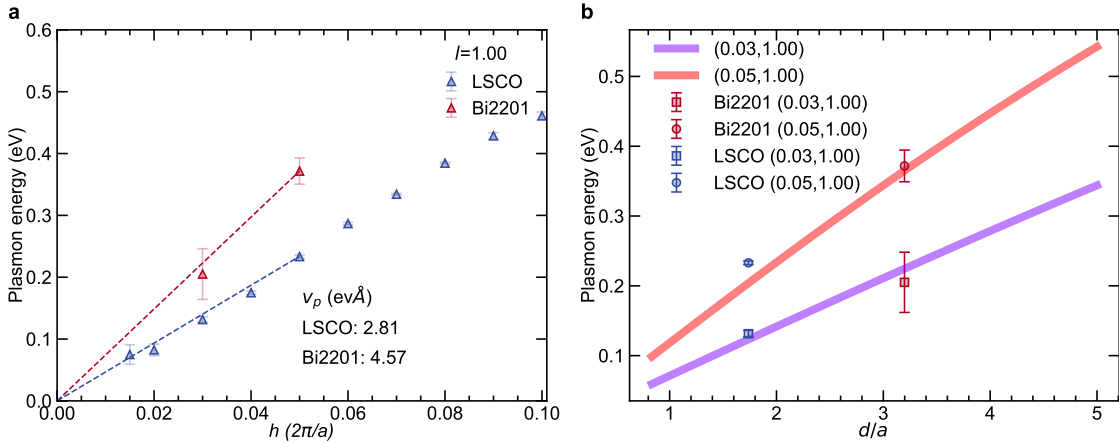 a
0.6
0.5
0.4
0.3
0.2
0.1
0.0
0.00
0.02
0.04
0.06
0.08
0.10
Plasmon energy (eV)
h (2π/a)
l=1.00
LSCO
Bi2201
vₚ (evÅ)
LSCO: 2.81
Bi2201: 4.57
b
(0.03,1.00)
(0.05,1.00)
Bi2201 (0.03,1.00)
Bi2201 (0.05,1.00)
LSCO (0.03,1.00)
LSCO (0.05,1.00)
0.5
0.4
0.3
0.2
0.1
1
2
3
4
5
Plasmon energy (eV)
d/a